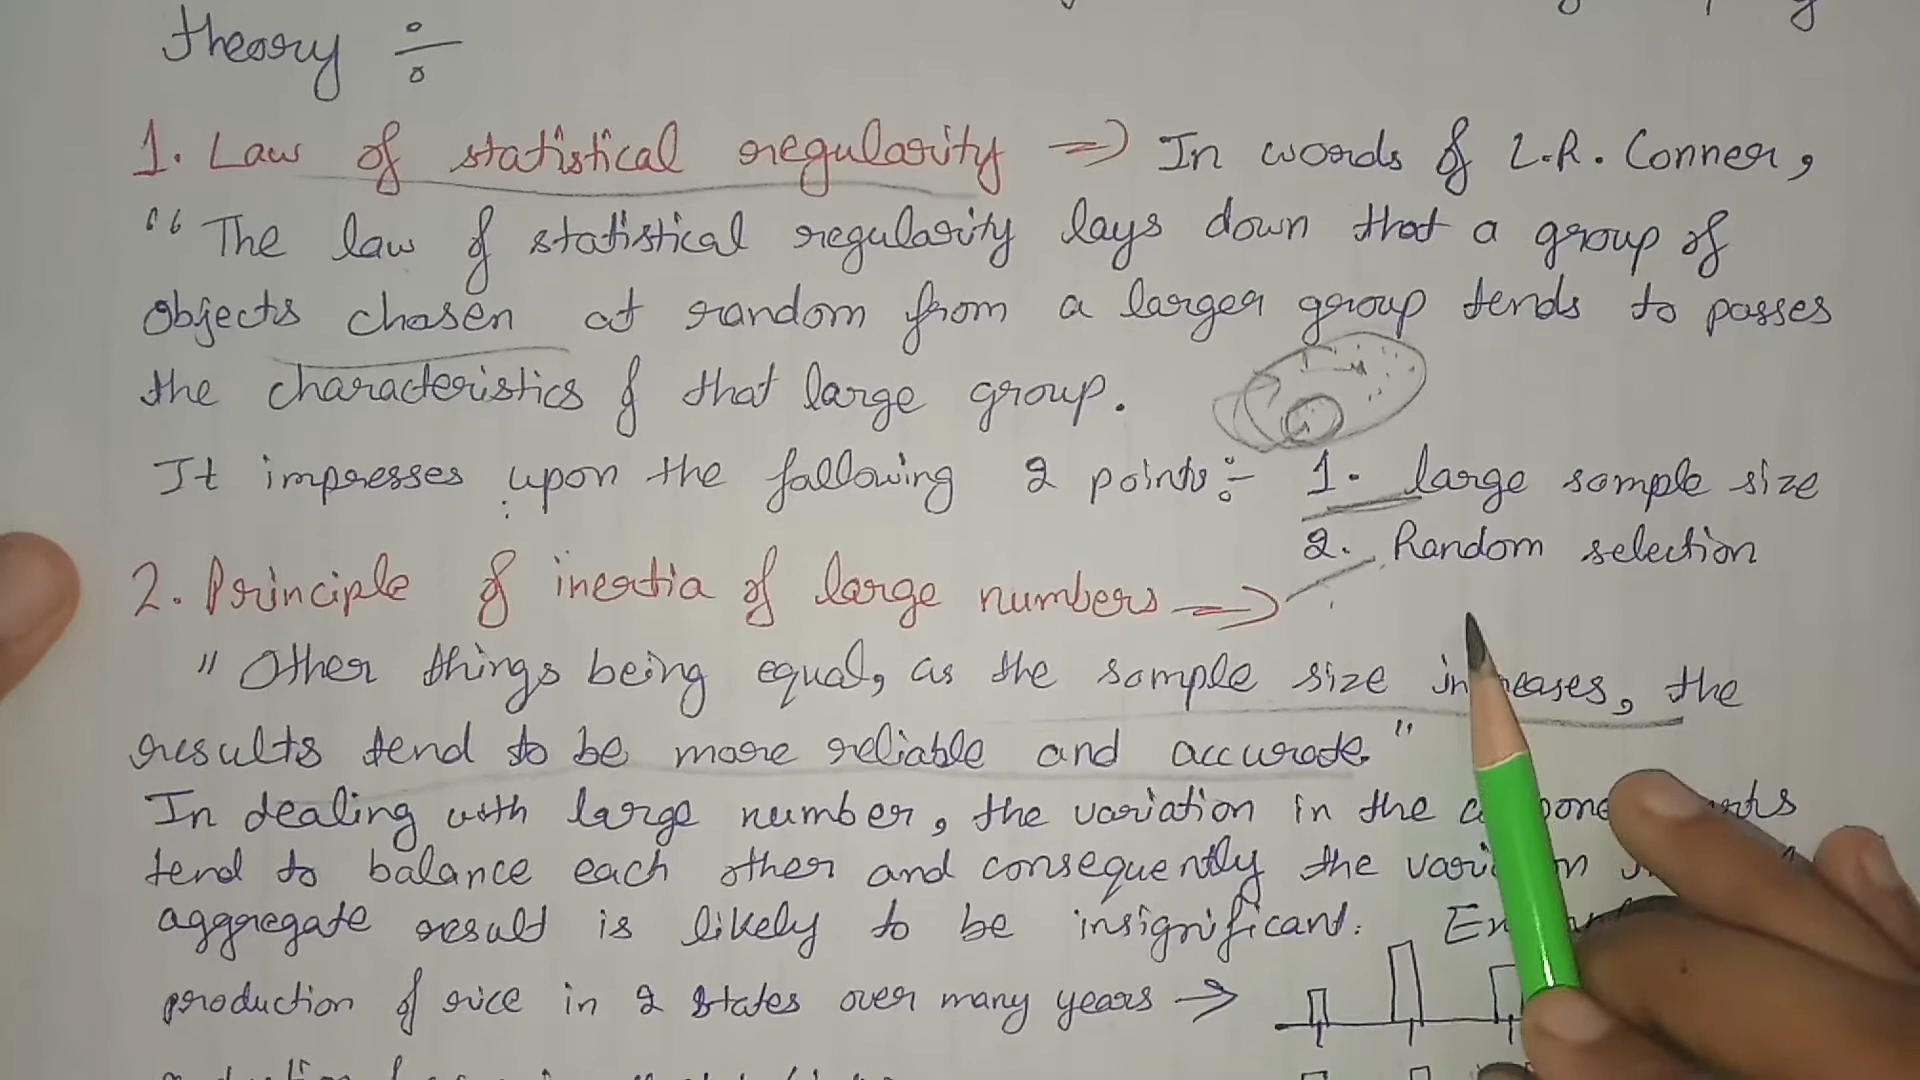 theory ÷
1. Law of statistical regularity => In words of L.R. Conner,
"The law of statistical regularity lays down that a group of
objects chosen at random from a larger group tends to posses
the characteristics of that large group.
It impresses upon the following 2 points:- 1. large sample size
2. Random selection
2. Principle of inertia of large numbers =>
"Other things being equal, as the sample size increases, the
results tend to be more reliable and accurate."
In dealing with large number, the variation in the
tend to balance each other and consequently the
aggregate result is likely to be insignificant.
production of rice in 2 states over many years →